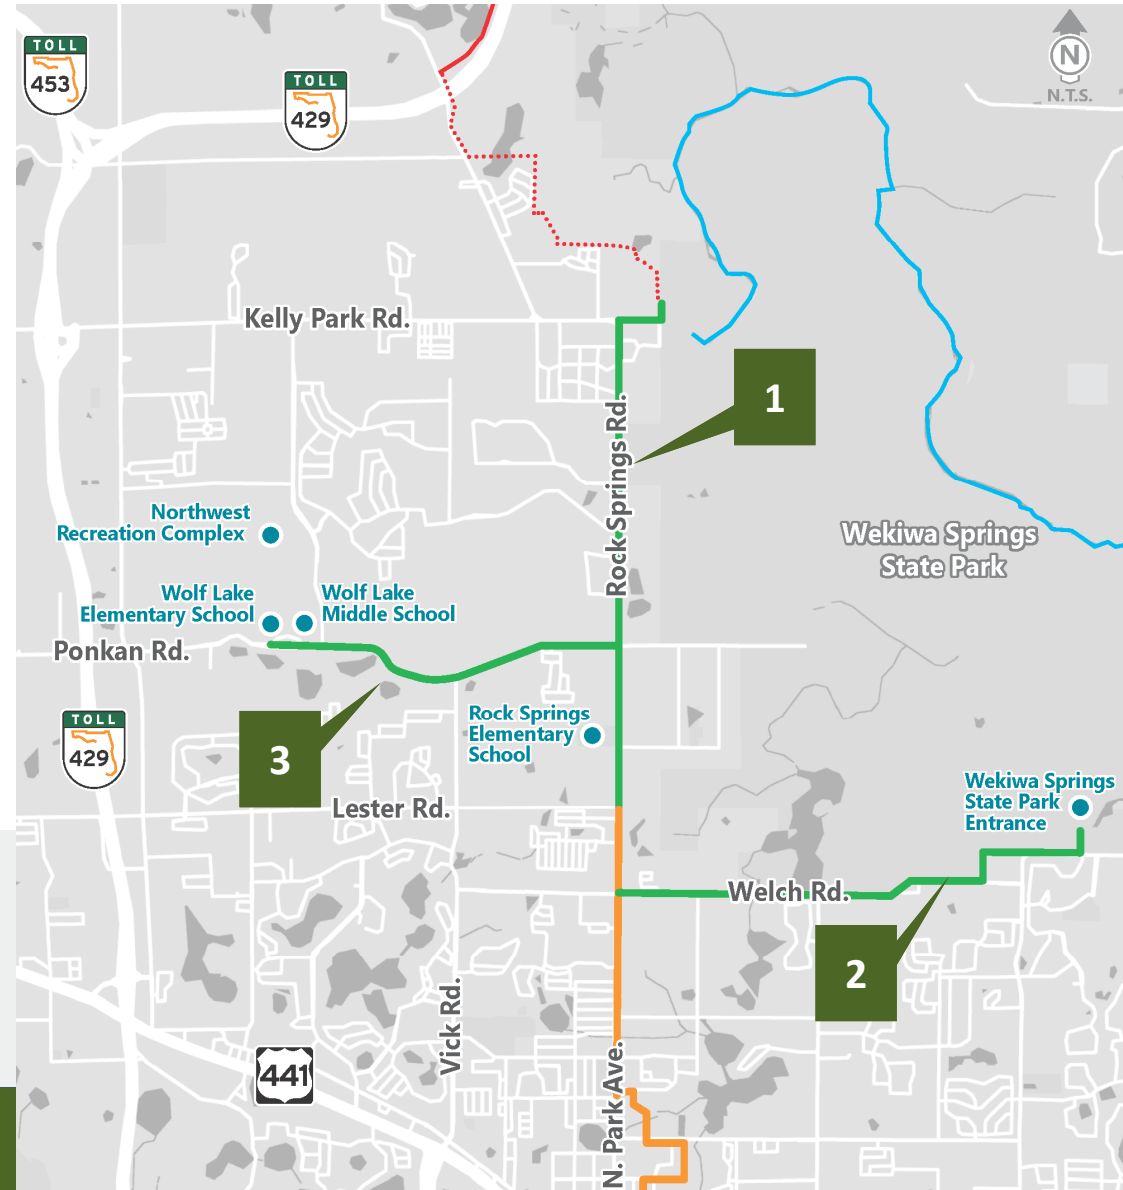 TOLL
453
TOLL
429
N
N.T.S.
Kelly Park Rd.
1
Rock Springs Rd.
Northwest
Recreation Complex
Wekiwa Springs
State Park
Wolf Lake
Elementary School
Wolf Lake
Middle School
Ponkan Rd.
TOLL
429
3
Rock Springs
Elementary
School
Lester Rd.
Wekiwa Springs
State Park
Entrance
Welch Rd.
2
Vick Rd.
441
N. Park Ave.